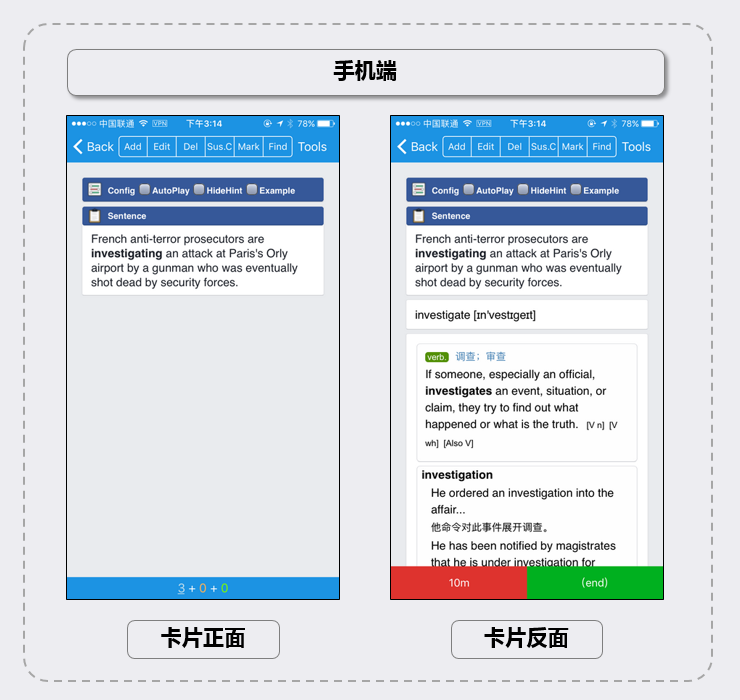 手机端
中国联通 VPN 下午3:14 78%
Back Add Edit Del Sus.C Mark Find Tools
Config AutoPlay HideHint Example
Sentence
French anti-terror prosecutors are
investigating an attack at Paris's Orly
airport by a gunman who was eventually
shot dead by security forces.
3 + 0 + 0
卡片正面
中国联通 VPN 下午3:14 78%
Back Add Edit Del Sus.C Mark Find Tools
Config AutoPlay HideHint Example
Sentence
French anti-terror prosecutors are
investigating an attack at Paris's Orly
airport by a gunman who was eventually
shot dead by security forces.
investigate [ɪn'vestɪgeɪt]
verb. 调查；审查
If someone, especially an official,
investigates an event, situation, or
claim, they try to find out what
happened or what is the truth. [V n] [V
wh] [Also V]
investigation
He ordered an investigation into the
affair...
他命令对此事件展开调查。
He has been notified by magistrates
that he is under investigation for
10m (end)
卡片反面